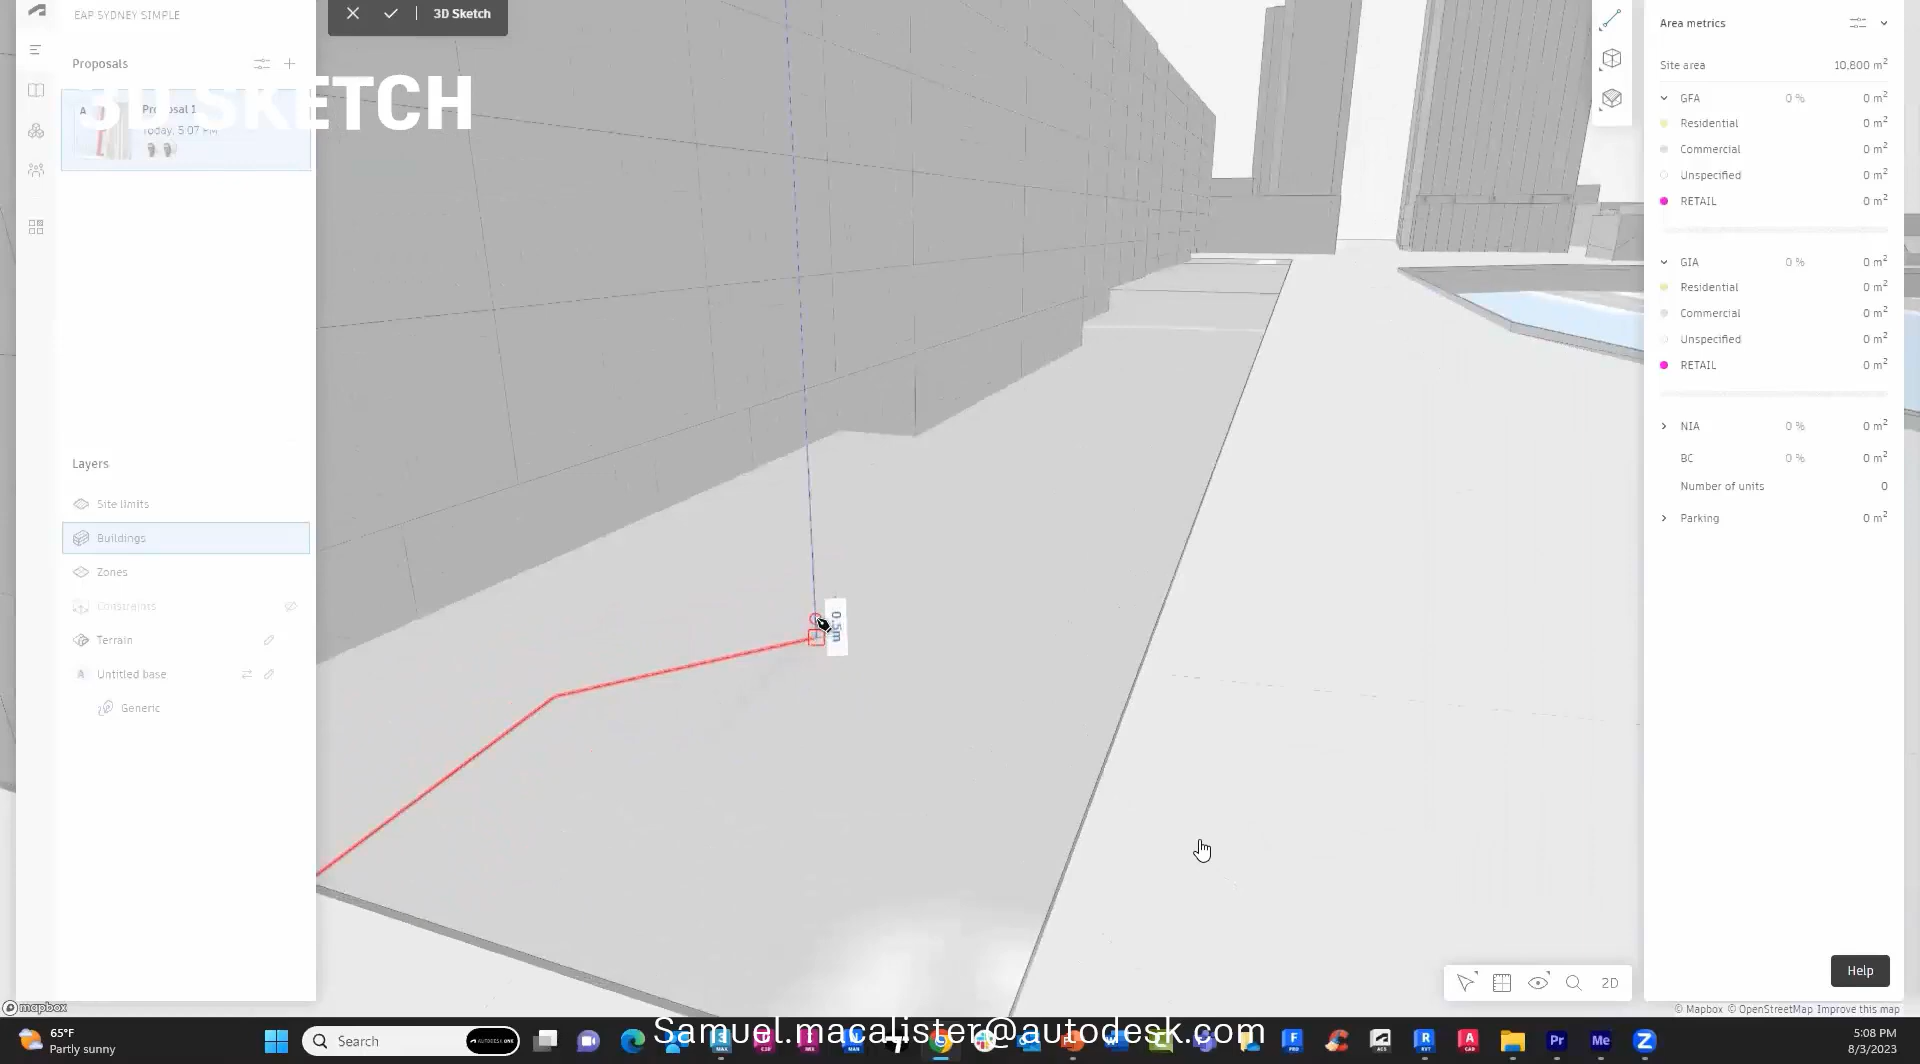 EAP SYDNEY SIMPLE
3D Sketch
Proposals
3D SKETCH
A
Proposal 1
Today, 5:07 PM
Layers
Site limits
Buildings
Zones
Constraints
Terrain
Untitled base
Generic
0.5m
Area metrics
Site area 10,800 m²
GFA 0 % 0 m²
Residential 0 m²
Commercial 0 m²
Unspecified 0 m²
RETAIL 0 m²
GIA 0 % 0 m²
Residential 0 m²
Commercial 0 m²
Unspecified 0 m²
RETAIL 0 m²
NIA 0 % 0 m²
BC 0 % 0 m²
Number of units 0
Parking 0 m²
Help
2D
mapbox
© Mapbox © OpenStreetMap Improve this map
65°F
Partly sunny
Search
AUTODESK ONE
Samuel.macalister@autodesk.com
5:08 PM
8/3/2023